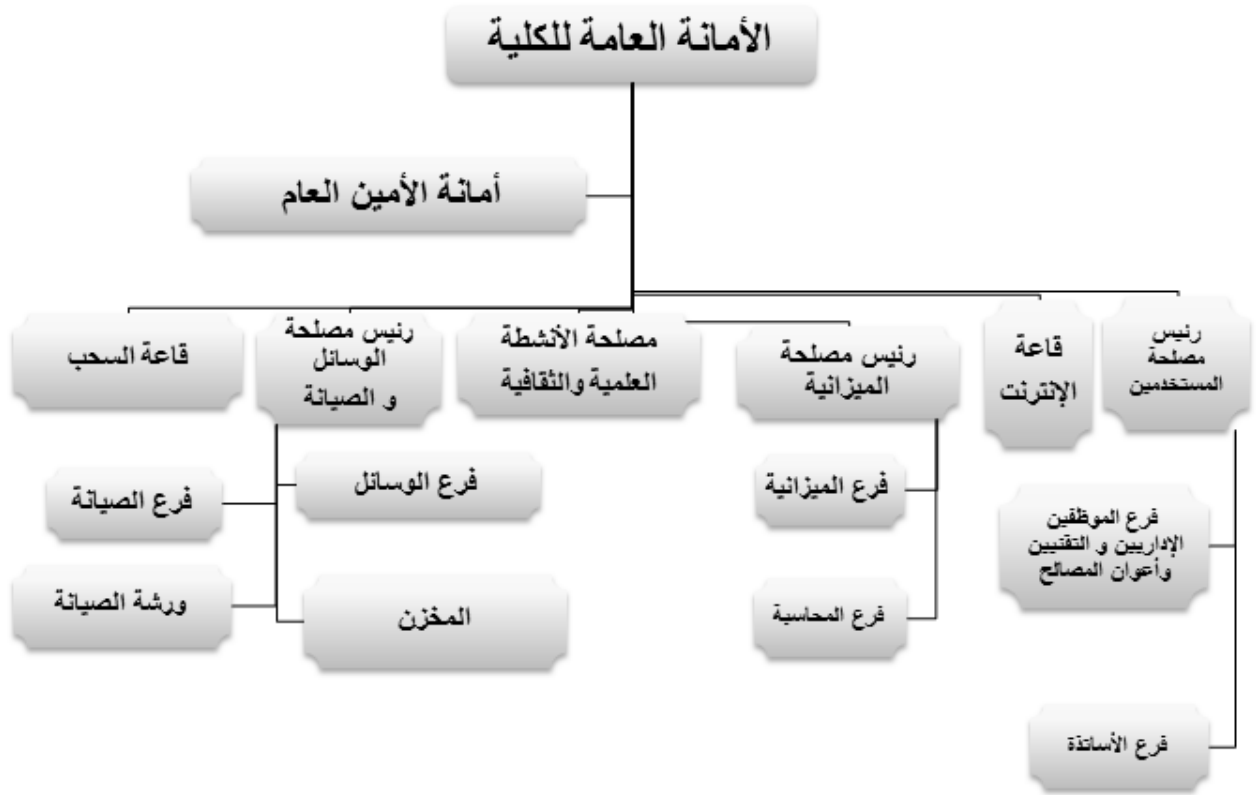 الأمانة العامة للكلية
أمانة الأمين العام
رئيس
مصلحة
المستخدمين
قاعة
الإنترنت
رئيس مصلحة
الميزانية
مصلحة الأنشطة
العلمية والثقافية
رئيس مصلحة
الوسائل
و الصيانة
قاعة السحب
فرع الموظفين
الإداريين و التقنيين
وأعوان المصالح
فرع الأساتذة
فرع الميزانية
فرع المحاسبة
فرع الوسائل
المخزن
فرع الصيانة
ورشة الصيانة